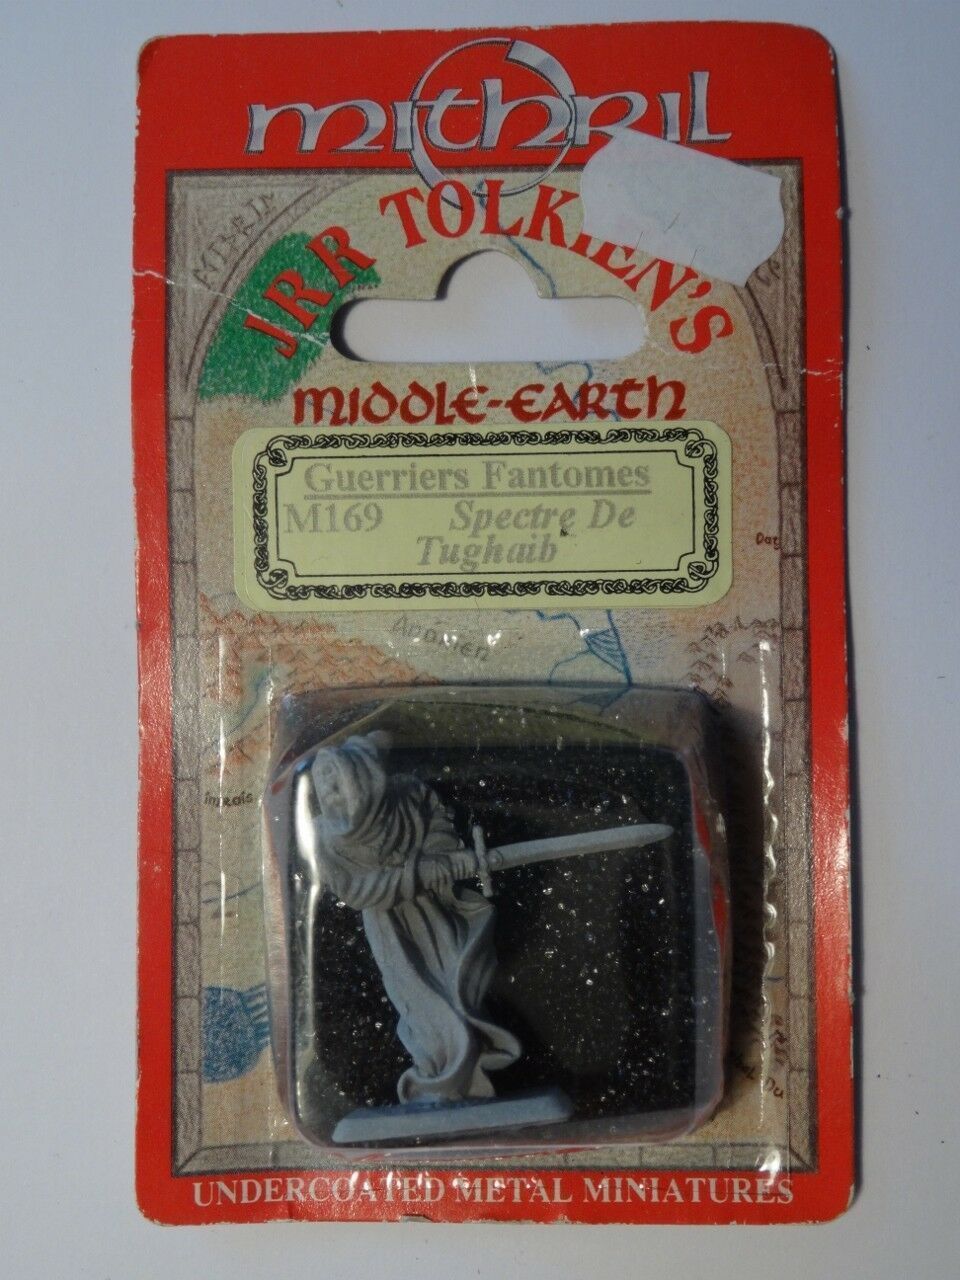 mithril
JRR TOLKIEN'S
MIDDLE-EARTH
Guerriers Fantomes
M169 Spectre De
Tughaib
Anorien
UNDERCOATED METAL MINIATURES